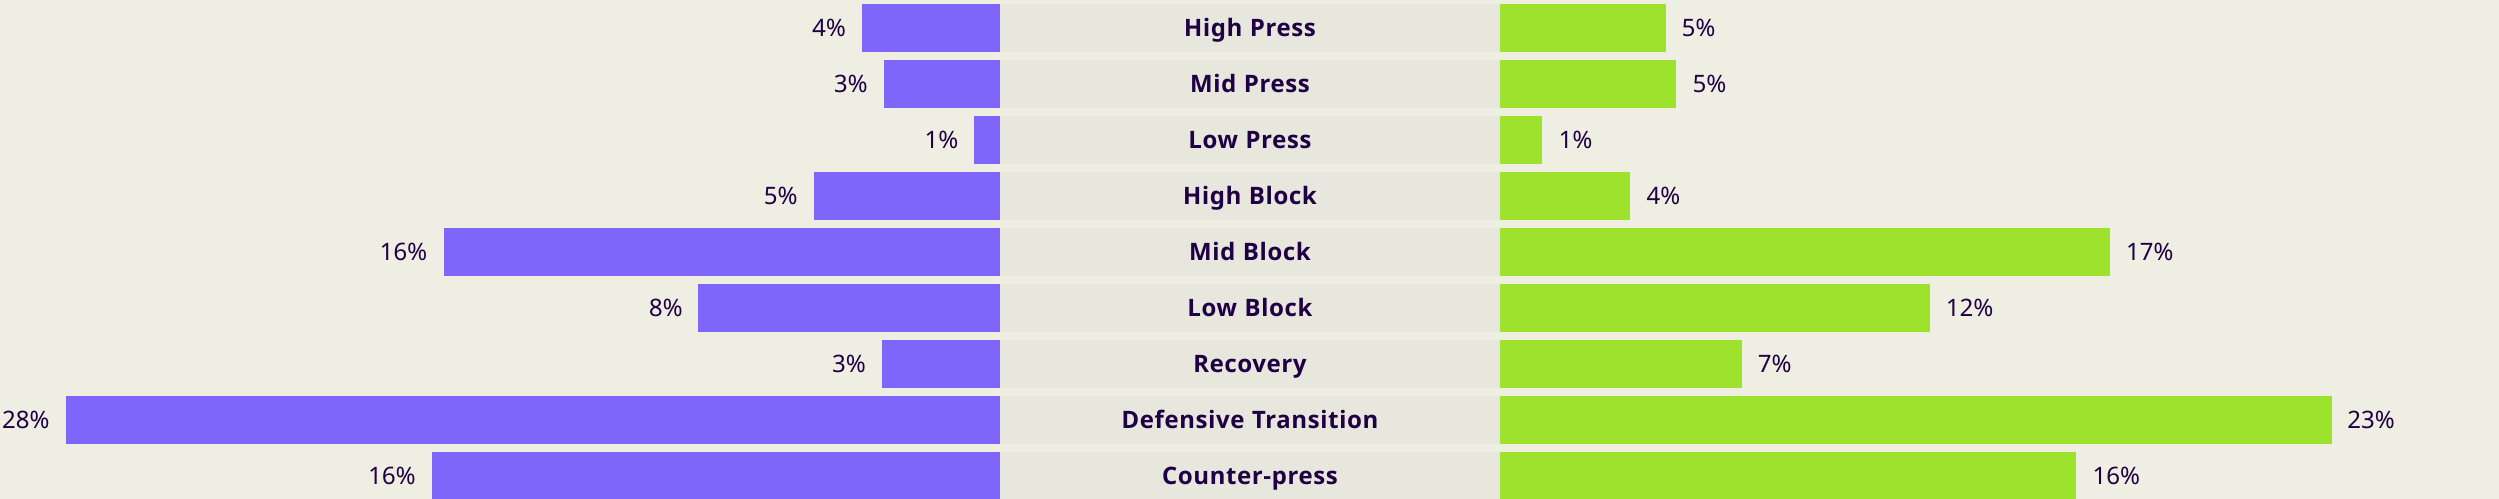 4% High Press 5%
3% Mid Press 5%
1% Low Press 1%
5% High Block 4%
16% Mid Block 17%
8% Low Block 12%
3% Recovery 7%
28% Defensive Transition 23%
16% Counter-press 16%